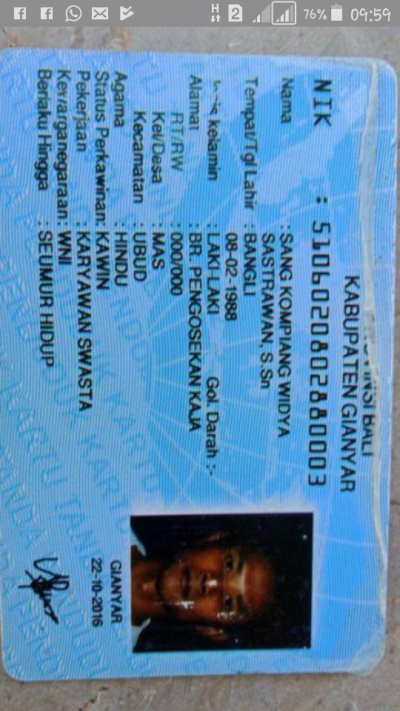 2 76% 09:59
BALI
KABUPATEN GIANYAR
NIK : 5106020802880003
Nama : SANG KOMPIANG WIDYA
SASTRAWAN, S.Sn
Tempat/Tgl Lahir : BANGLI
08-02-1988
kelamin : LAKI-LAKI Gol. Darah :-
Alamat : BR. PENGOSEKAN KAJA
RT/RW : 000/000
Kel/Desa : MAS
Kecamatan : UBUD
Agama : HINDU
Status Perkawinan: KAWIN
Pekerjaan : KARYAWAN SWASTA
Kewarganegaraan: WNI
Berlaku Hingga : SEUMUR HIDUP
GIANYAR
22-10-2016